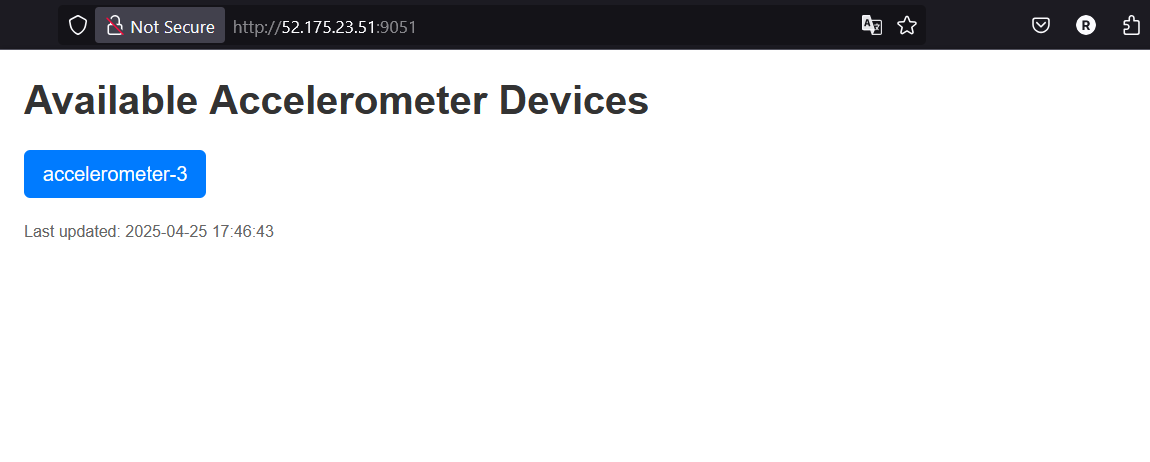 Not Secure http://52.175.23.51:9051
R
Available Accelerometer Devices
accelerometer-3
Last updated: 2025-04-25 17:46:43